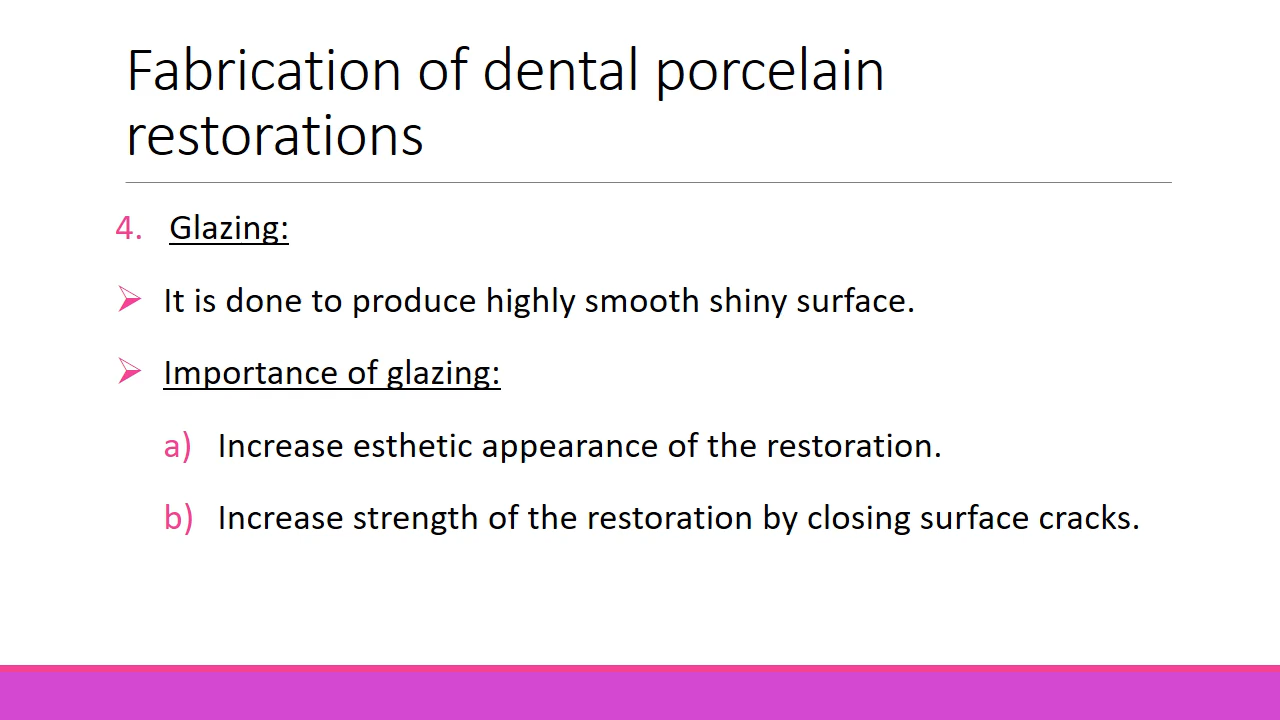 Fabrication of dental porcelain
restorations
4. Glazing:
➢ It is done to produce highly smooth shiny surface.
➢ Importance of glazing:
a) Increase esthetic appearance of the restoration.
b) Increase strength of the restoration by closing surface cracks.